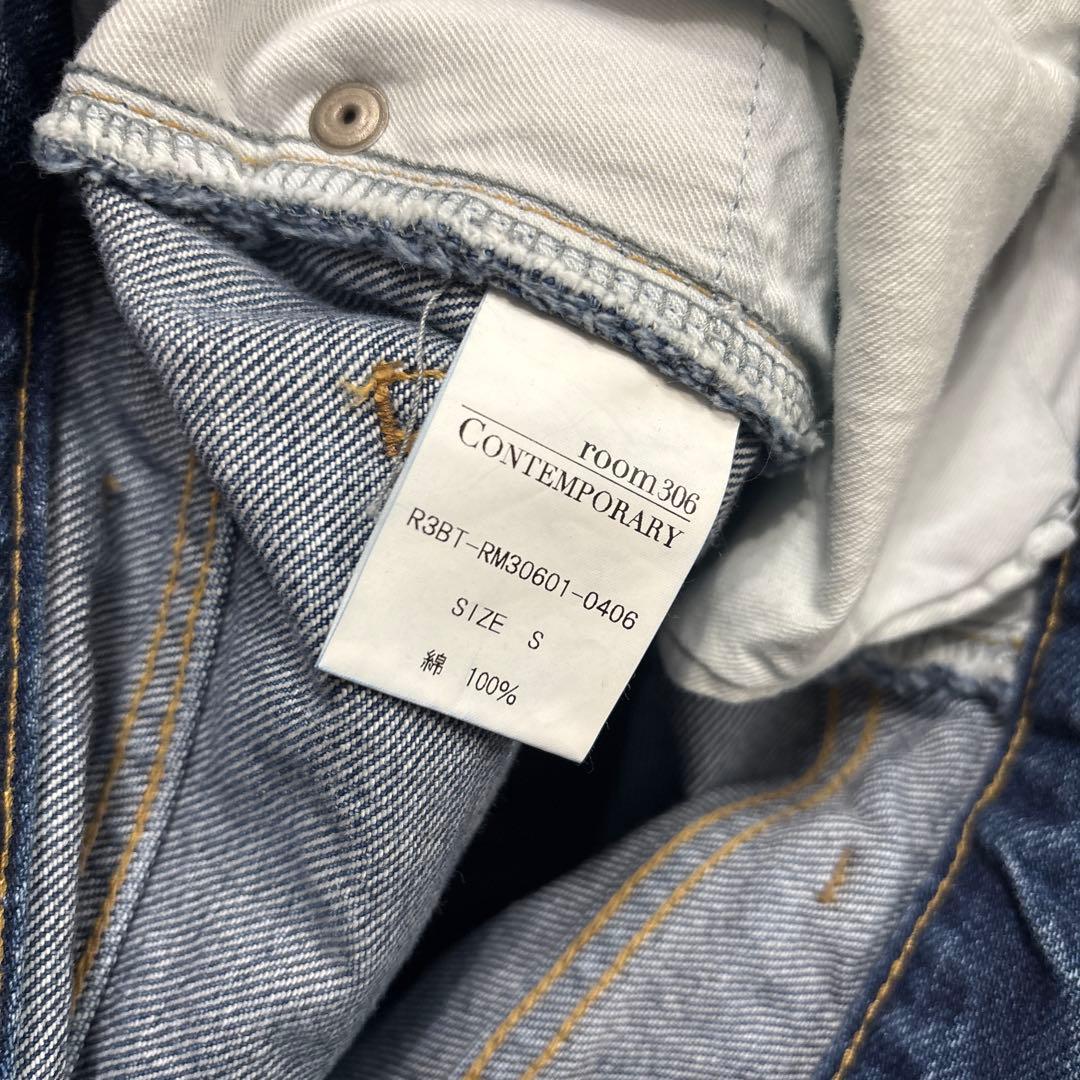 room306
CONTEMPORARY
R3BT-RM30601-0406
SIZE S
綿 100%